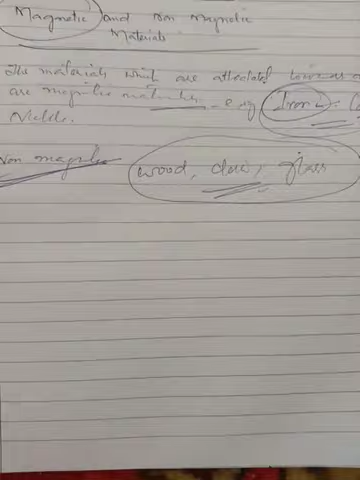 Magnetic and Non Magnetic
Materials
The materials which are attracted towards
are magnetic materials - e.g. Iron,
Nickle.
Non magnetic wood, glass